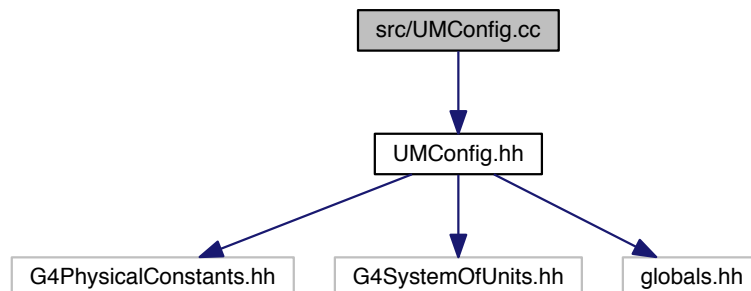 src/UMConfig.cc
UMConfig.hh
G4PhysicalConstants.hh
G4SystemOfUnits.hh
globals.hh